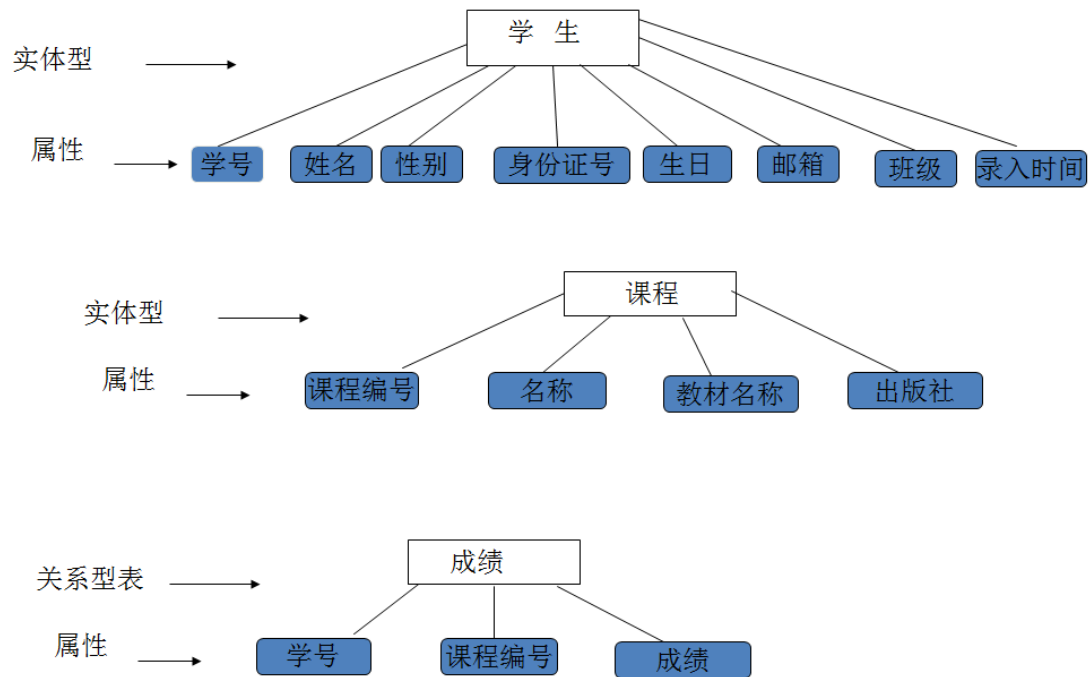 学 生
实体型
属性
学号 姓名 性别 身份证号 生日 邮箱 班级 录入时间
课程
实体型
属性
课程编号 名称 教材名称 出版社
成绩
关系型表
属性
学号 课程编号 成绩